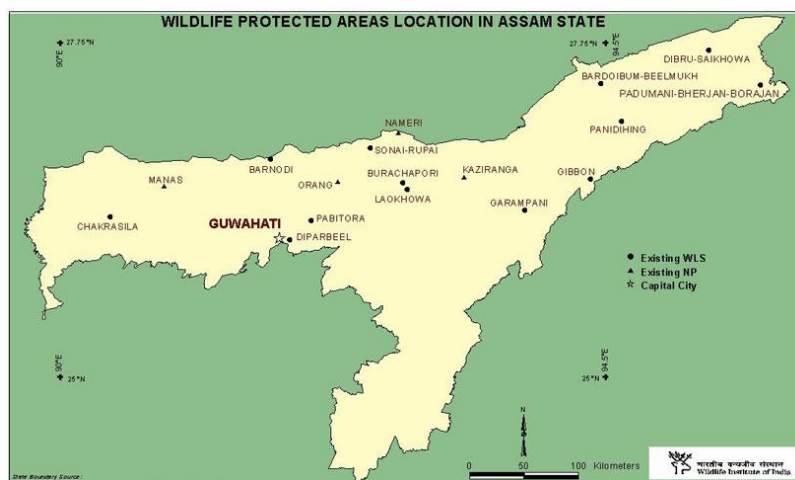 WILDLIFE PROTECTED AREAS LOCATION IN ASSAM STATE
90°E
27.75°N
27.75°N
94.5°E
DIBRU-SAIKHOWA
BARDOIBUM-BEELMUKH
PADUMANI-BHERJAN-BORAJAN
NAMERI
PANIDIHING
SONAI-RUPAI
BARNODI
BURACHAPORI
KAZIRANGA
GIBBON
MANAS
ORANG
LAOKHOWA
GARAMPANI
CHAKRASILA
GUWAHATI
PABITORA
DIPARBEEL
Existing WLS
Existing NP
Capital City
90°E
25°N
94.5°E
25°N
N
0 50 100 Kilometers
भारतीय वन्यजीव संस्थान
Wildlife Institute of India
State Boundary Source: